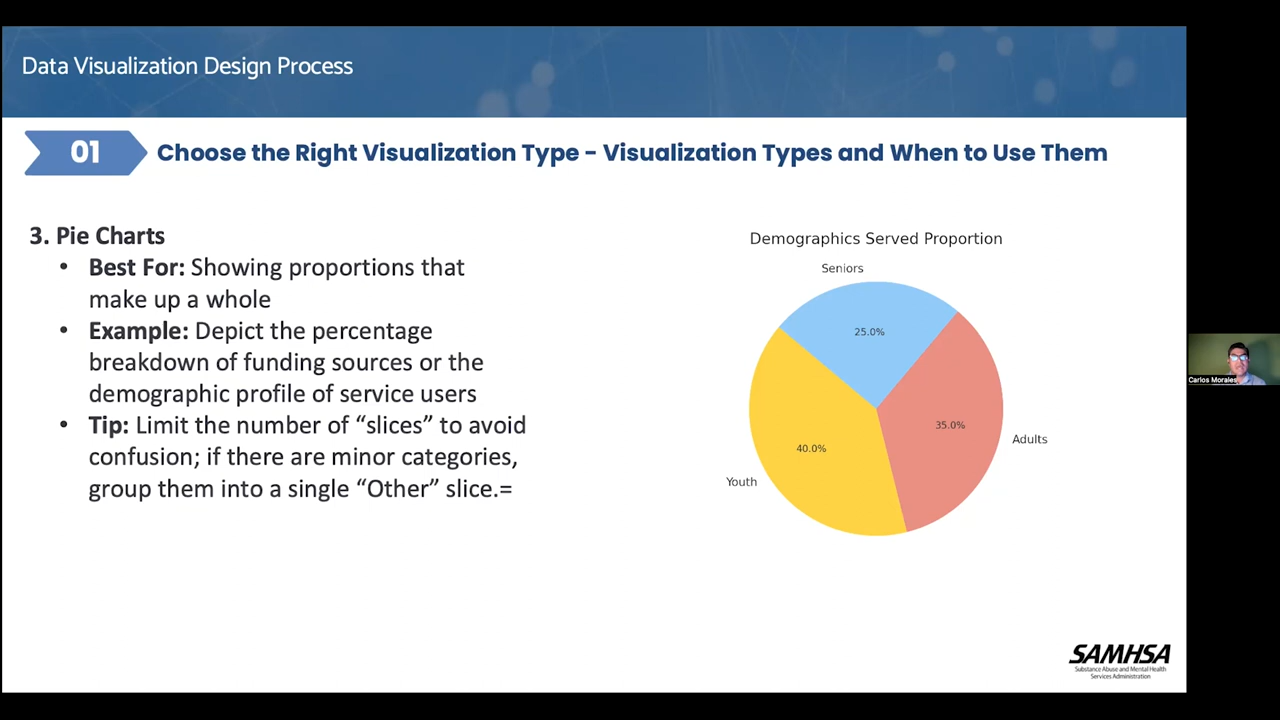 Data Visualization Design Process
01
Choose the Right Visualization Type – Visualization Types and When to Use Them
3. Pie Charts
• Best For: Showing proportions that
make up a whole
• Example: Depict the percentage
breakdown of funding sources or the
demographic profile of service users
• Tip: Limit the number of “slices” to avoid
confusion; if there are minor categories,
group them into a single “Other” slice.=
Demographics Served Proportion
Seniors
25.0%
35.0%
Adults
40.0%
Youth
Carlos Morales
SAMHSA
Substance Abuse and Mental Health
Services Administration